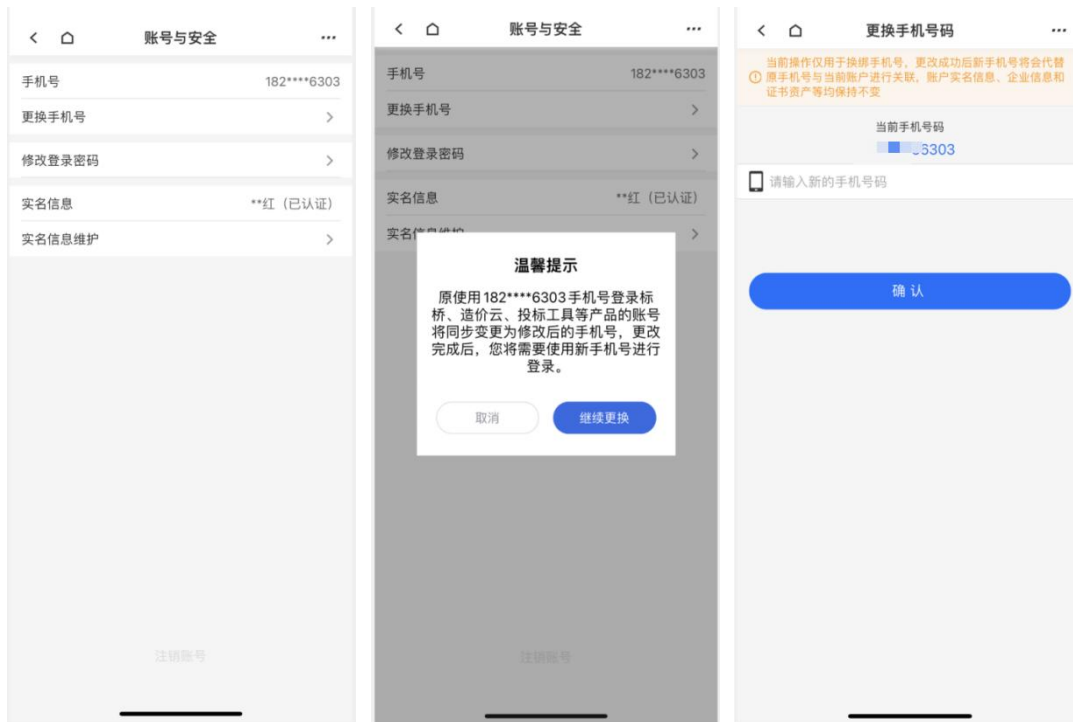 账号与安全
...
手机号
182****6303
更换手机号
修改登录密码
实名信息
**红（已认证）
实名信息维护
注销账号
账号与安全
...
手机号
182****6303
更换手机号
修改登录密码
实名信息
**红（已认证）
实名信息维护
温馨提示
原使用182****6303手机号登录标
桥、造价云、投标工具等产品的账号
将同步变更为修改后的手机号，更改
完成后，您将需要使用新手机号进行
登录。
取消
继续更换
注销账号
更换手机号码
...
当前操作仅用于换绑手机号，更改成功后新手机号将会代替
原手机号与当前账户进行关联，账户实名信息、企业信息和
证书资产等均保持不变
当前手机号码
6303
请输入新的手机号码
确认